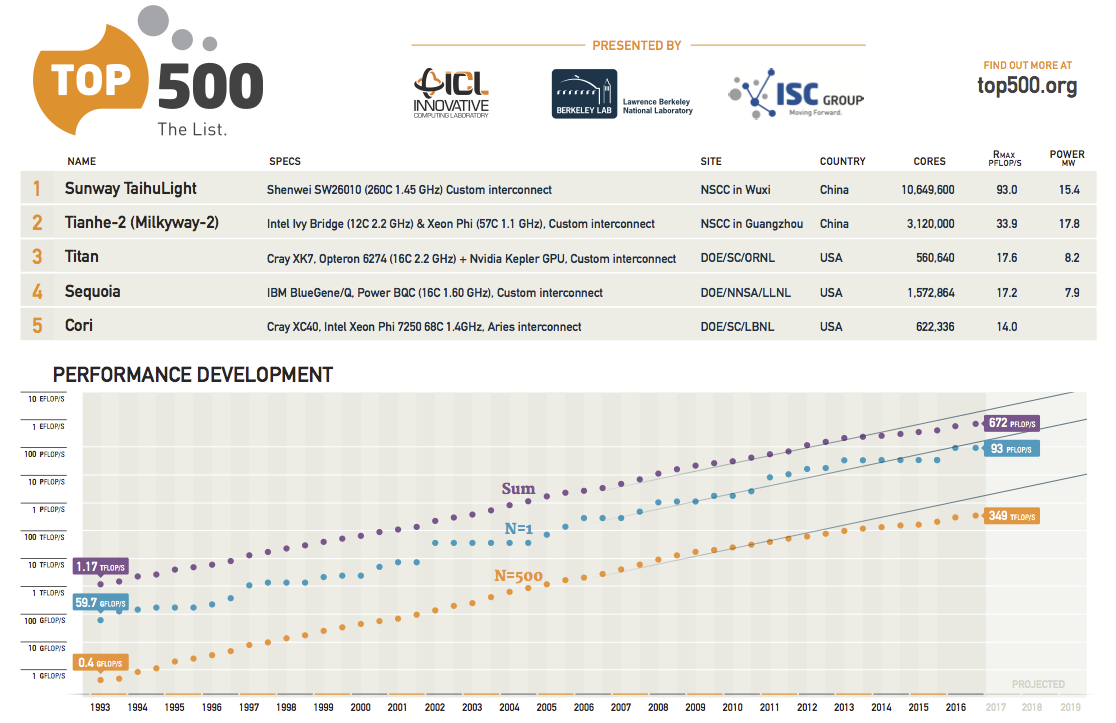 TOP 500
The List.
PRESENTED BY
ICL
INNOVATIVE
COMPUTING LABORATORY
BERKELEY LAB
Lawrence Berkeley
National Laboratory
ISC GROUP
Moving Forward.
FIND OUT MORE AT
top500.org
NAME SPECS SITE COUNTRY CORES RMAX PFLOP/S POWER MW
1 Sunway TaihuLight Shenwei SW26010 (260C 1.45 GHz) Custom interconnect NSCC in Wuxi China 10,649,600 93.0 15.4
2 Tianhe-2 (Milkyway-2) Intel Ivy Bridge (12C 2.2 GHz) & Xeon Phi (57C 1.1 GHz), Custom interconnect NSCC in Guangzhou China 3,120,000 33.9 17.8
3 Titan Cray XK7, Opteron 6274 (16C 2.2 GHz) + Nvidia Kepler GPU, Custom interconnect DOE/SC/ORNL USA 560,640 17.6 8.2
4 Sequoia IBM BlueGene/Q, Power BQC (16C 1.60 GHz), Custom interconnect DOE/NNSA/LLNL USA 1,572,864 17.2 7.9
5 Cori Cray XC40, Intel Xeon Phi 7250 68C 1.4GHz, Aries interconnect DOE/SC/LBNL USA 622,336 14.0
PERFORMANCE DEVELOPMENT
10 EFLOP/S
1 EFLOP/S
100 PFLOP/S
10 PFLOP/S
1 PFLOP/S
100 TFLOP/S
10 TFLOP/S
1 TFLOP/S
100 GFLOP/S
10 GFLOP/S
1 GFLOP/S
672 PFLOP/S
93 PFLOP/S
Sum
349 TFLOP/S
N=1
1.17 TFLOP/S
N=500
59.7 GFLOP/S
0.4 GFLOP/S
PROJECTED
1993 1994 1995 1996 1997 1998 1999 2000 2001 2002 2003 2004 2005 2006 2007 2008 2009 2010 2011 2012 2013 2014 2015 2016 2017 2018 2019